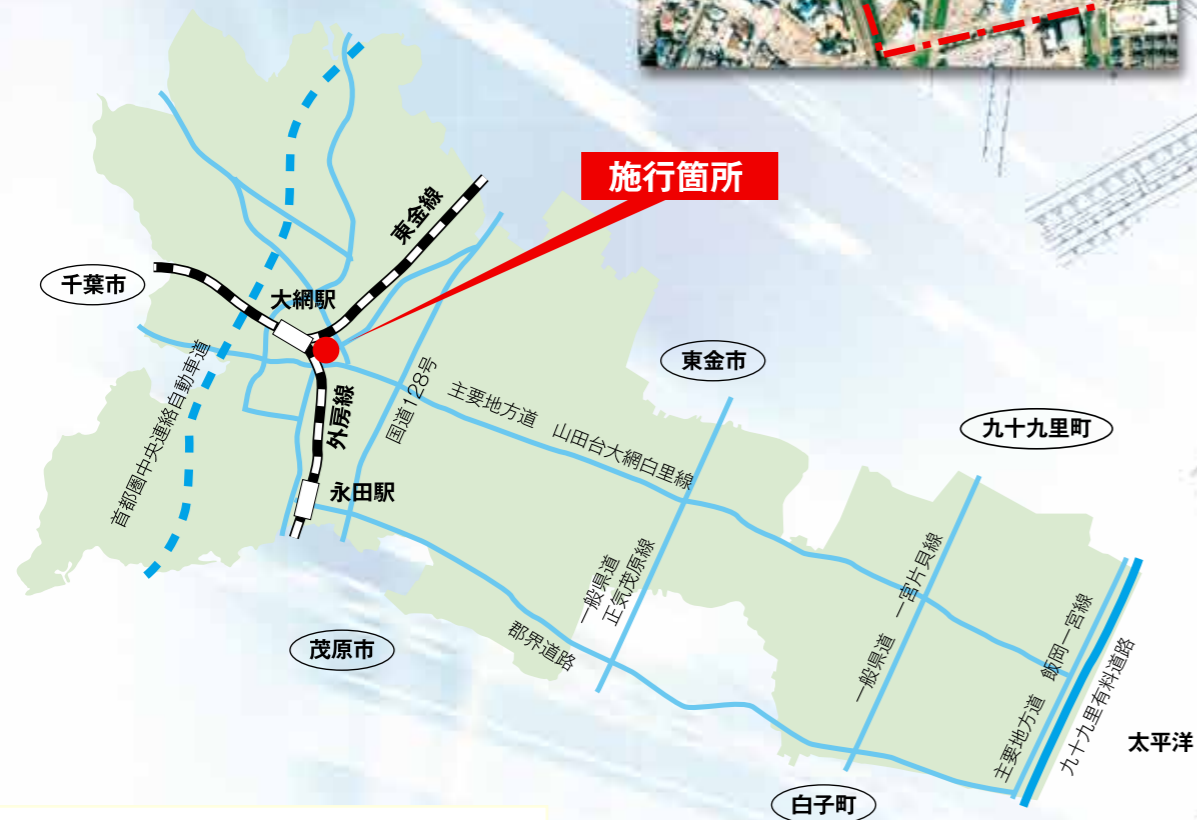 施行箇所
東金線
千葉市
大網駅
東金市
首都圏中央連絡自動車道
外房線
国道128号
主要地方道 山田台大網白里線
九十九里町
永田駅
一般県道
正気茂原線
一般県道 一宮片貝線
郡界道路
茂原市
主要地方道 飯岡一宮線
九十九里有料道路
太平洋
白子町